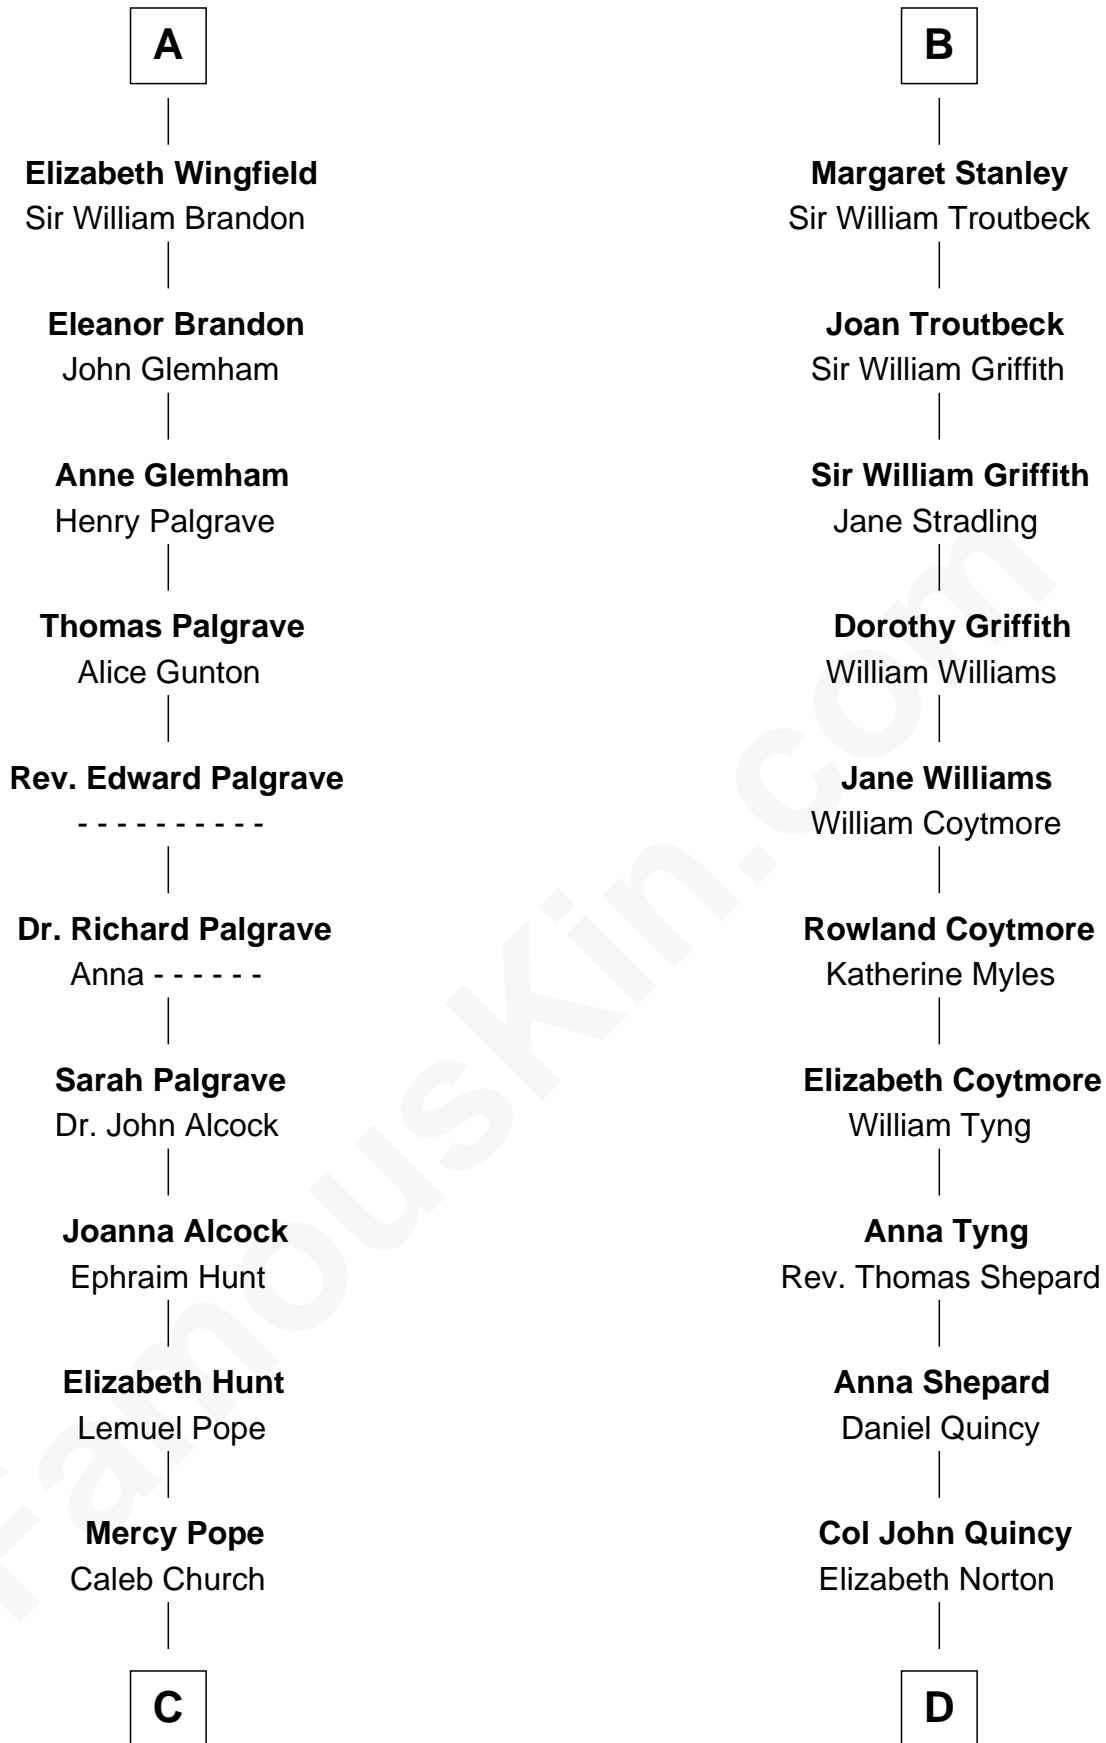 A
Elizabeth Wingfield
Sir William Brandon
Eleanor Brandon
John Glemham
Anne Glemham
Henry Palgrave
Thomas Palgrave
Alice Gunton
Rev. Edward Palgrave
- - - - - - - - - -
Dr. Richard Palgrave
Anna - - - - - -
Sarah Palgrave
Dr. John Alcock
Joanna Alcock
Ephraim Hunt
Elizabeth Hunt
Lemuel Pope
Mercy Pope
Caleb Church
C
B
Margaret Stanley
Sir William Troutbeck
Joan Troutbeck
Sir William Griffith
Sir William Griffith
Jane Stradling
Dorothy Griffith
William Williams
Jane Williams
William Coytmore
Rowland Coytmore
Katherine Myles
Elizabeth Coytmore
William Tyng
Anna Tyng
Rev. Thomas Shepard
Anna Shepard
Daniel Quincy
Col John Quincy
Elizabeth Norton
D
FamousKin.com